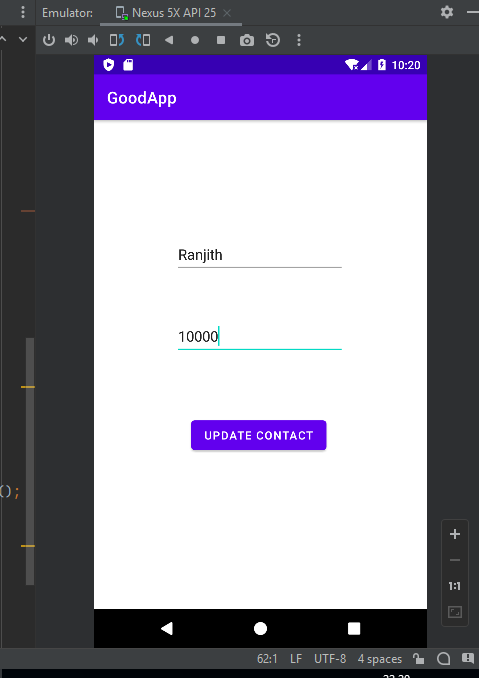 Emulator: Nexus 5X API 25
10:20
GoodApp
Ranjith
10000
UPDATE CONTACT
();
1:1
62:1 LF UTF-8 4 spaces